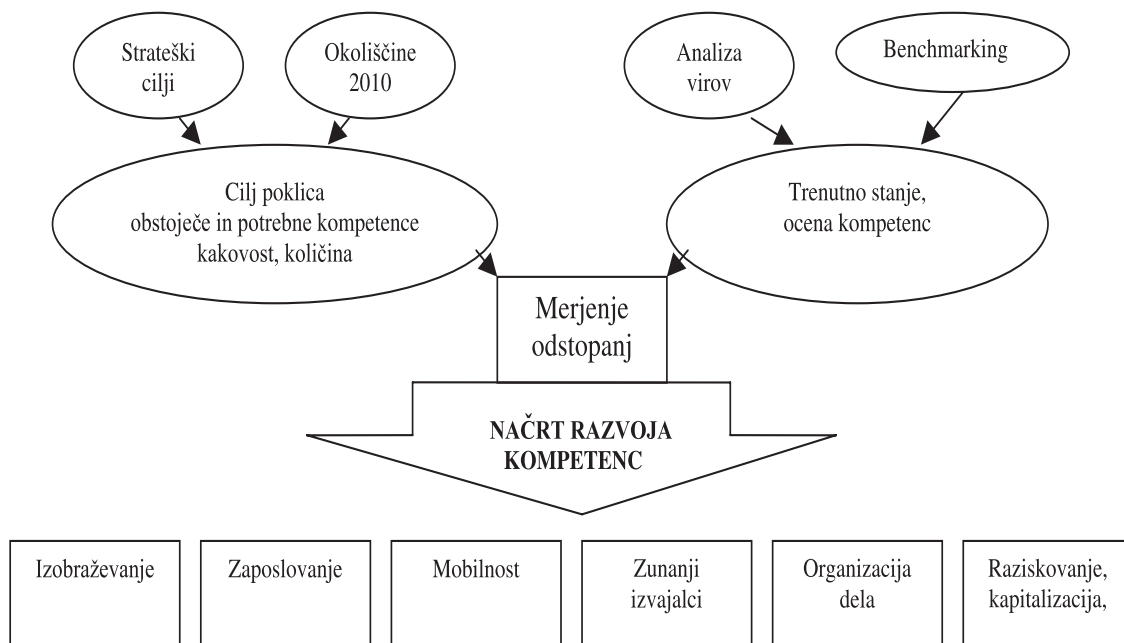 Strateški
cilji
Okoliščine
2010
Analiza
virov
Benchmarking
Cilj poklica
obstoječe in potrebne kompetence
kakovost, količina
Trenutno stanje,
ocena kompetenc
Merjenje
odstopanj
NAČRT RAZVOJA
KOMPETENC
Izobraževanje
Zaposlovanje
Mobilnost
Zunanji
izvajalci
Organizacija
dela
Raziskovanje,
kapitalizacija,